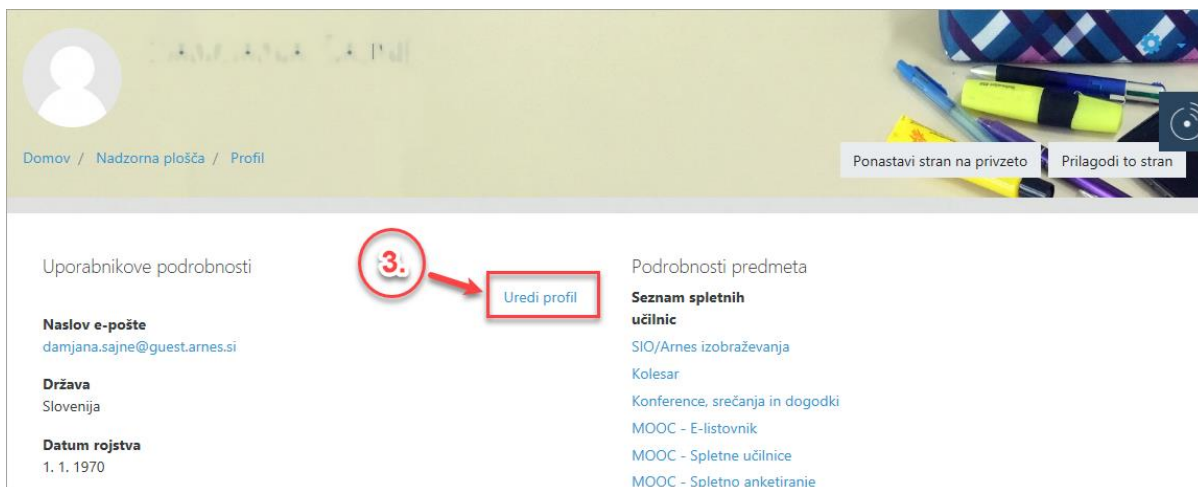 Domov / Nadzorna plošča / Profil
Ponastavi stran na privzeto
Prilagodi to stran
Uporabnikove podrobnosti
3.
Uredi profil
Naslov e-pošte
damjana.sajne@guest.arnes.si
Država
Slovenija
Datum rojstva
1. 1. 1970
Podrobnosti predmeta
Seznam spletnih
učilnic
SIO/Arnes izobraževanja
Kolesar
Konference, srečanja in dogodki
MOOC - E-listovnik
MOOC - Spletne učilnice
MOOC - Spletno anketiranje